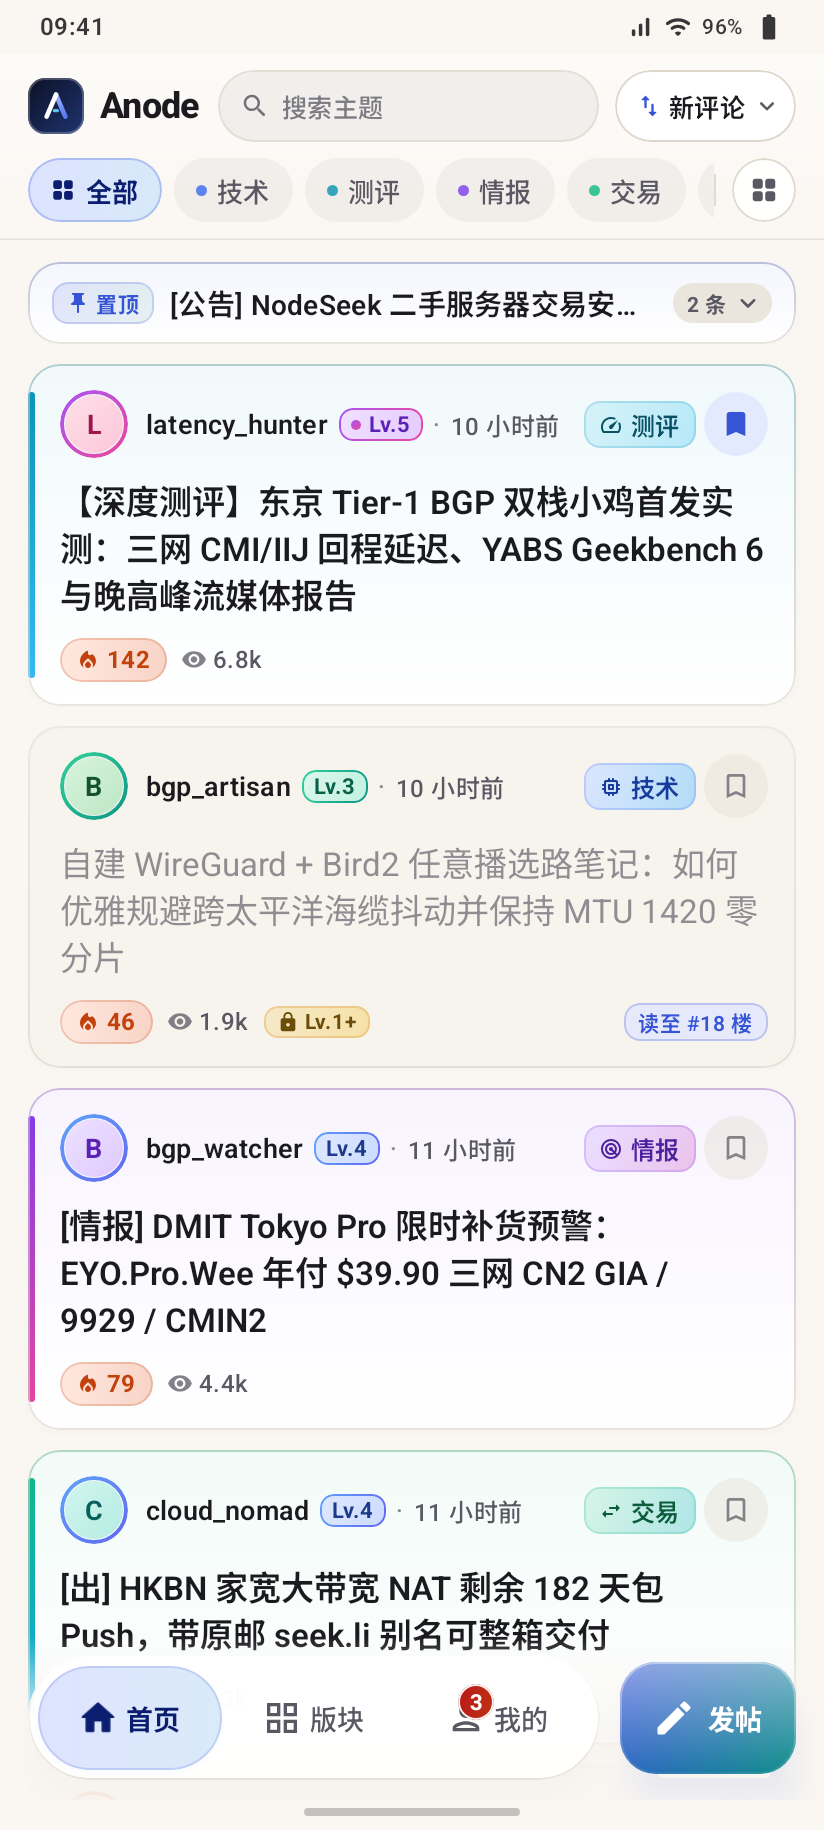 09:41
96%
Anode
搜索主题
新评论
全部
技术
测评
情报
交易
置顶
[公告] NodeSeek 二手服务器交易安...
2 条
L
latency_hunter
Lv.5
· 10 小时前
测评
【深度测评】东京 Tier-1 BGP 双栈小鸡首发实
测：三网 CMI/IIJ 回程延迟、YABS Geekbench 6
与晚高峰流媒体报告
142
6.8k
B
bgp_artisan
Lv.3
· 10 小时前
技术
自建 WireGuard + Bird2 任意播选路笔记：如何
优雅规避跨太平洋海缆抖动并保持 MTU 1420 零
分片
46
1.9k
Lv.1+
读至 #18 楼
B
bgp_watcher
Lv.4
· 11 小时前
情报
[情报] DMIT Tokyo Pro 限时补货预警：
EYO.Pro.Wee 年付 $39.90 三网 CN2 GIA /
9929 / CMIN2
79
4.4k
C
cloud_nomad
Lv.4
· 11 小时前
交易
[出] HKBN 家宽大带宽 NAT 剩余 182 天包
Push，带原邮 seek.li 别名可整箱交付
首页
版块
3
我的
发帖